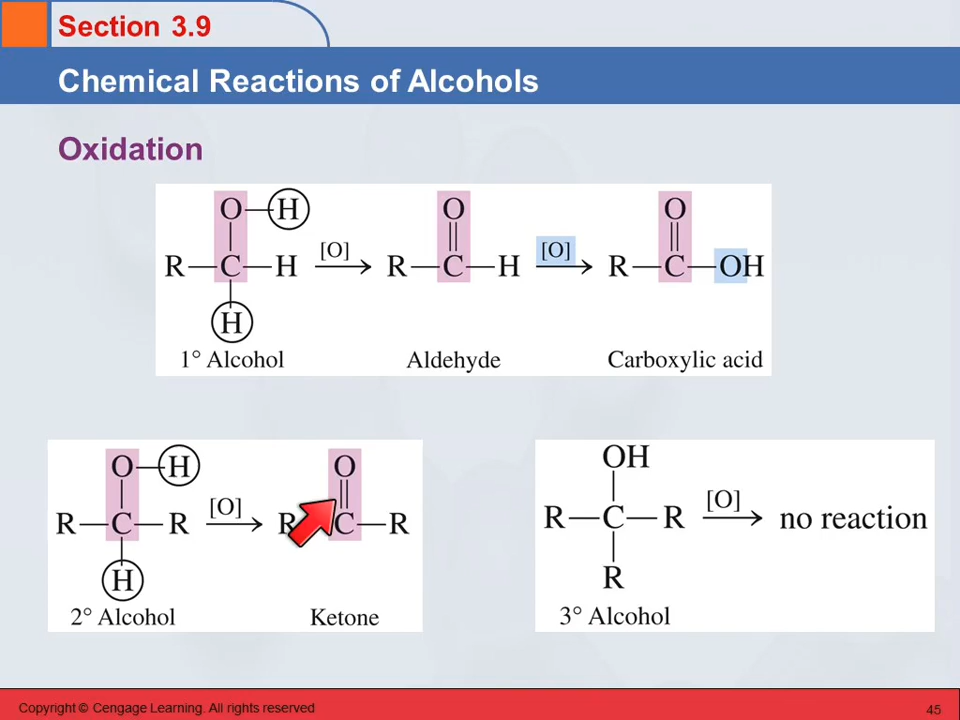 Section 3.9
Chemical Reactions of Alcohols
Oxidation
O—H
O
O
R—C—H [O] R—C—H [O] R—C—OH
H
1° Alcohol Aldehyde Carboxylic acid
O—H
O
R—C—R [O] R C—R
H
2° Alcohol Ketone
OH
R—C—R [O] no reaction
R
3° Alcohol
Copyright © Cengage Learning. All rights reserved
45